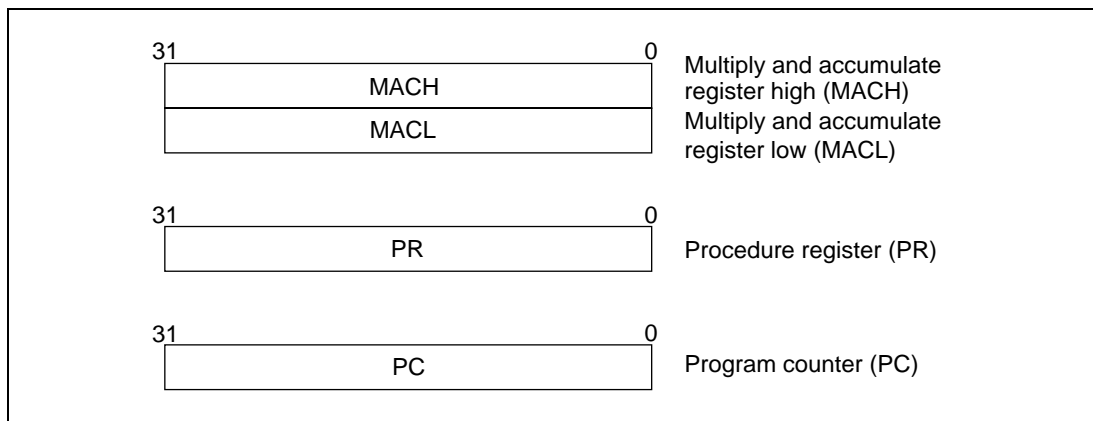 31 0
MACH
Multiply and accumulate
register high (MACH)
MACL
Multiply and accumulate
register low (MACL)
31 0
PR
Procedure register (PR)
31 0
PC
Program counter (PC)